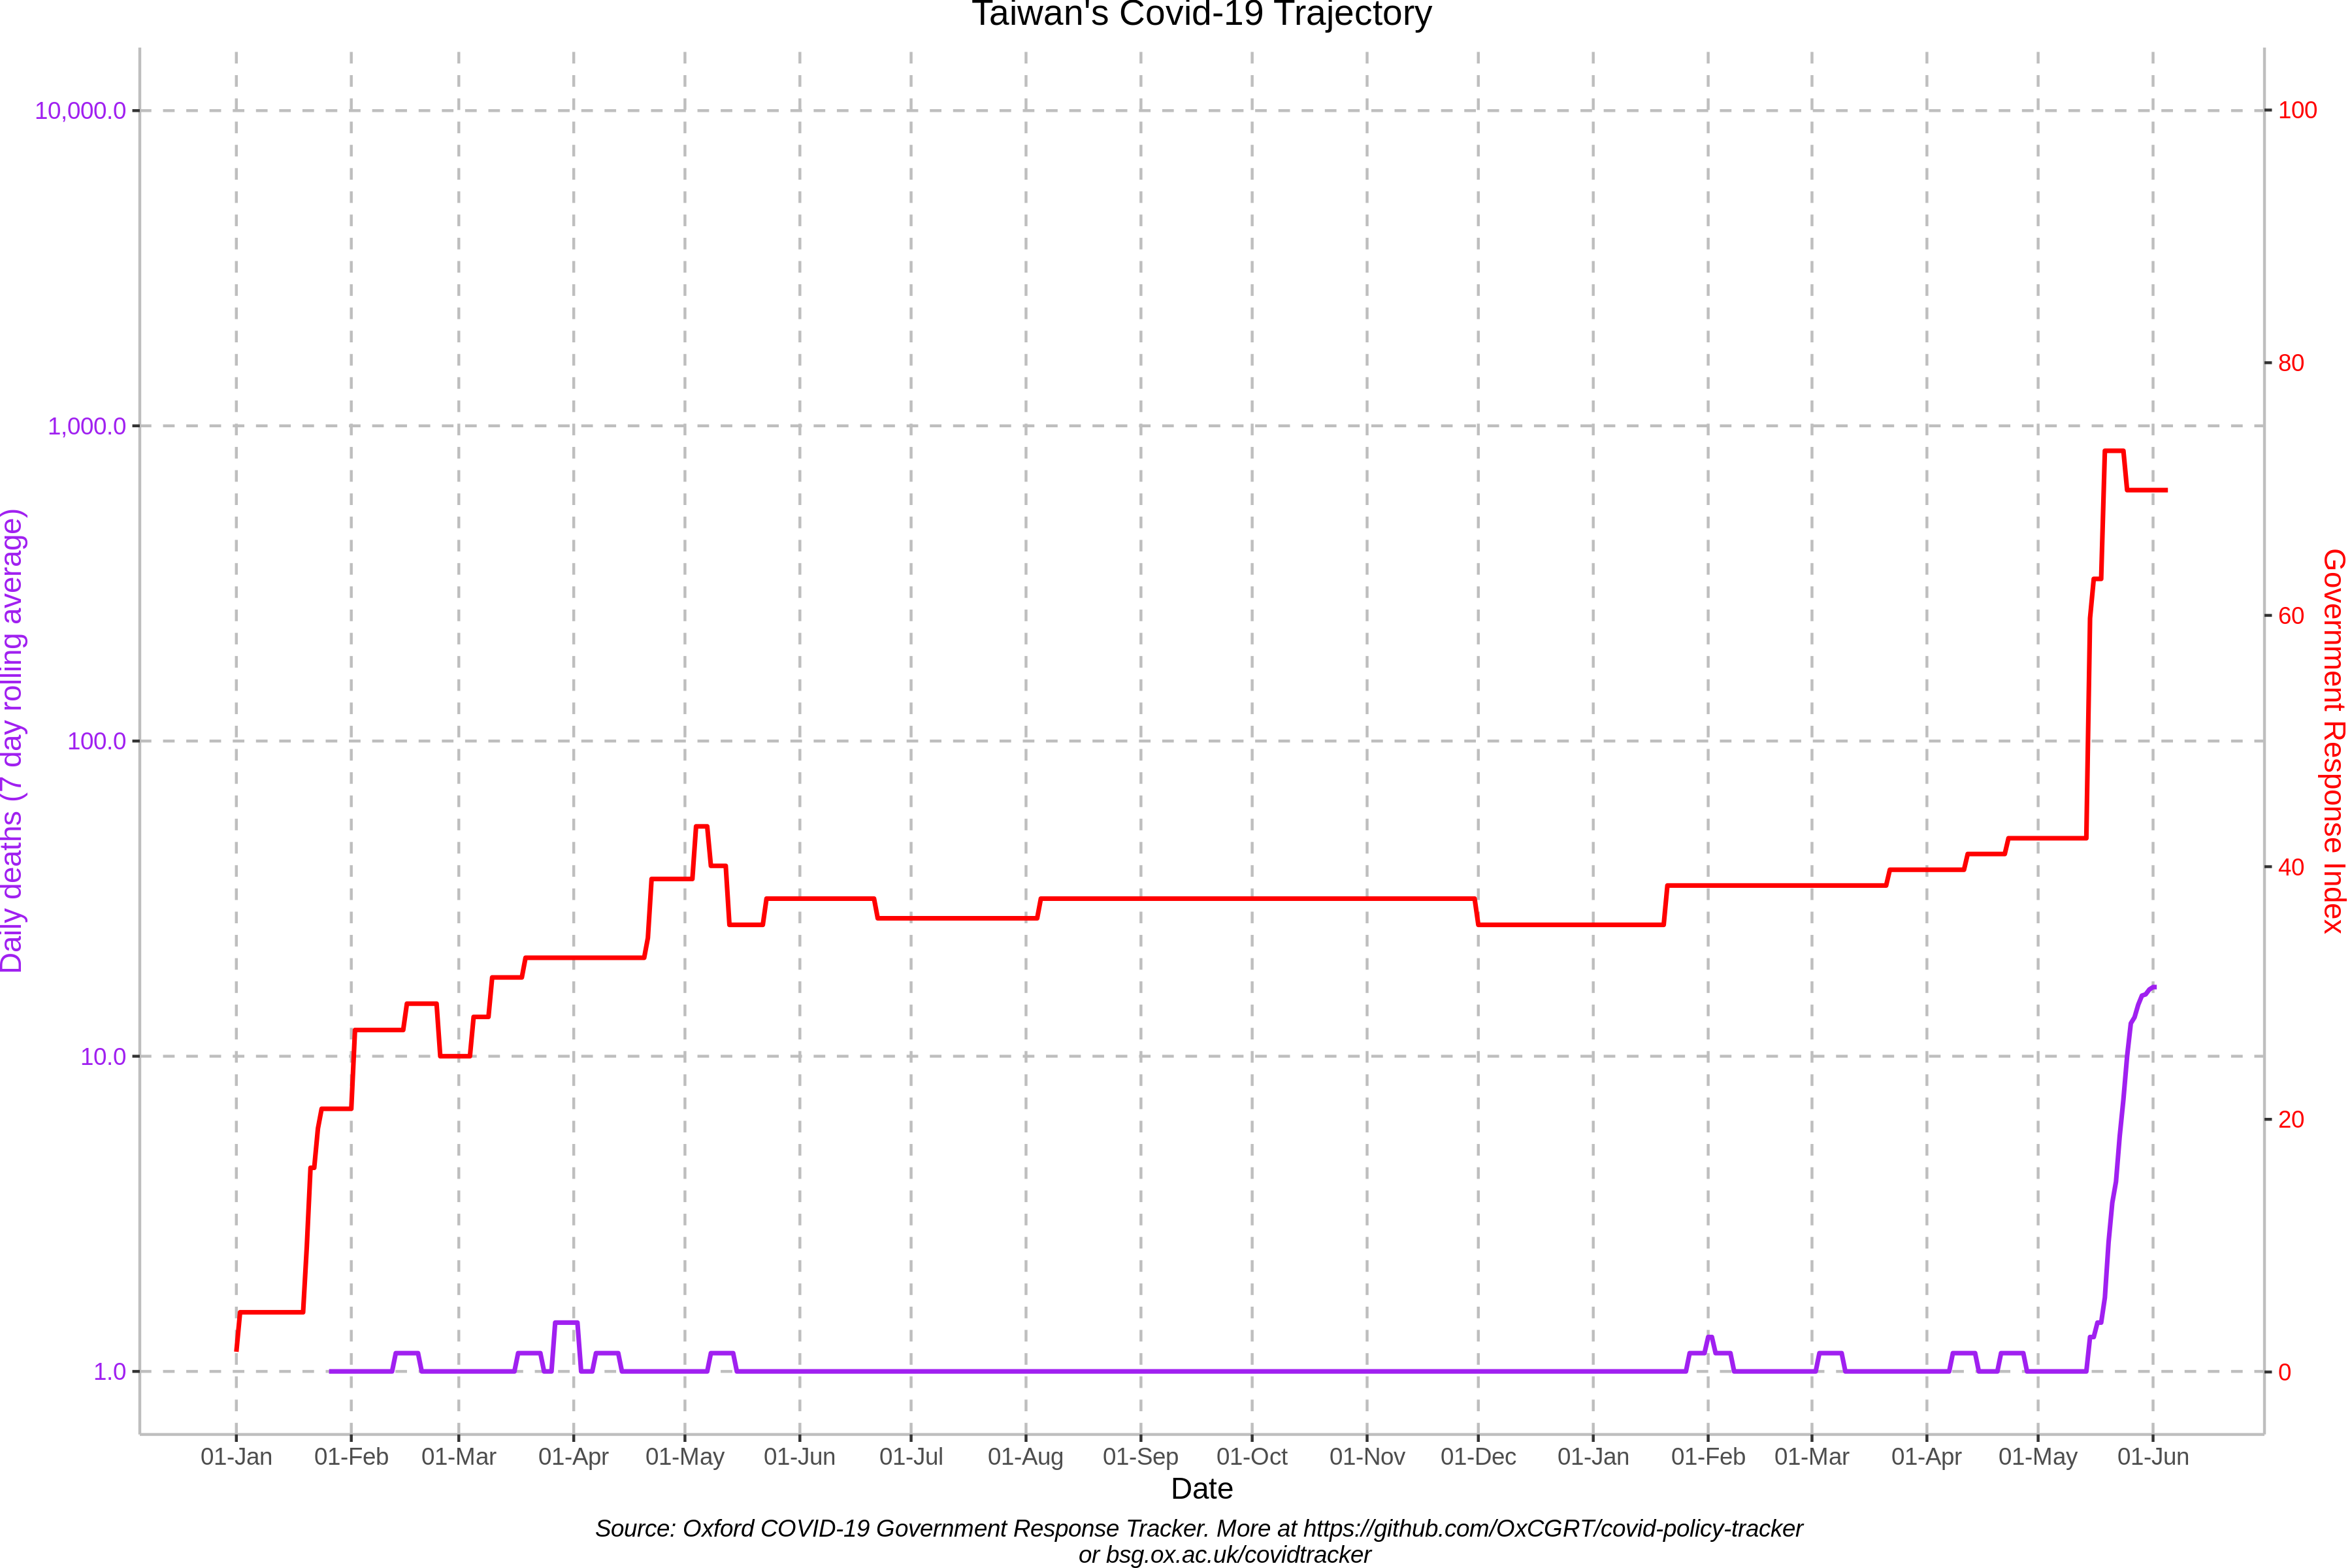 Taiwan's Covid-19 Trajectory
10,000.0
1,000.0
100.0
10.0
1.0
Daily deaths (7 day rolling average)
100
80
60
40
20
0
Government Response Index
01-Jan 01-Feb 01-Mar 01-Apr 01-May 01-Jun 01-Jul 01-Aug 01-Sep 01-Oct 01-Nov 01-Dec 01-Jan 01-Feb 01-Mar 01-Apr 01-May 01-Jun
Date
Source: Oxford COVID-19 Government Response Tracker. More at https://github.com/OxCGRT/covid-policy-tracker
or bsg.ox.ac.uk/covidtracker